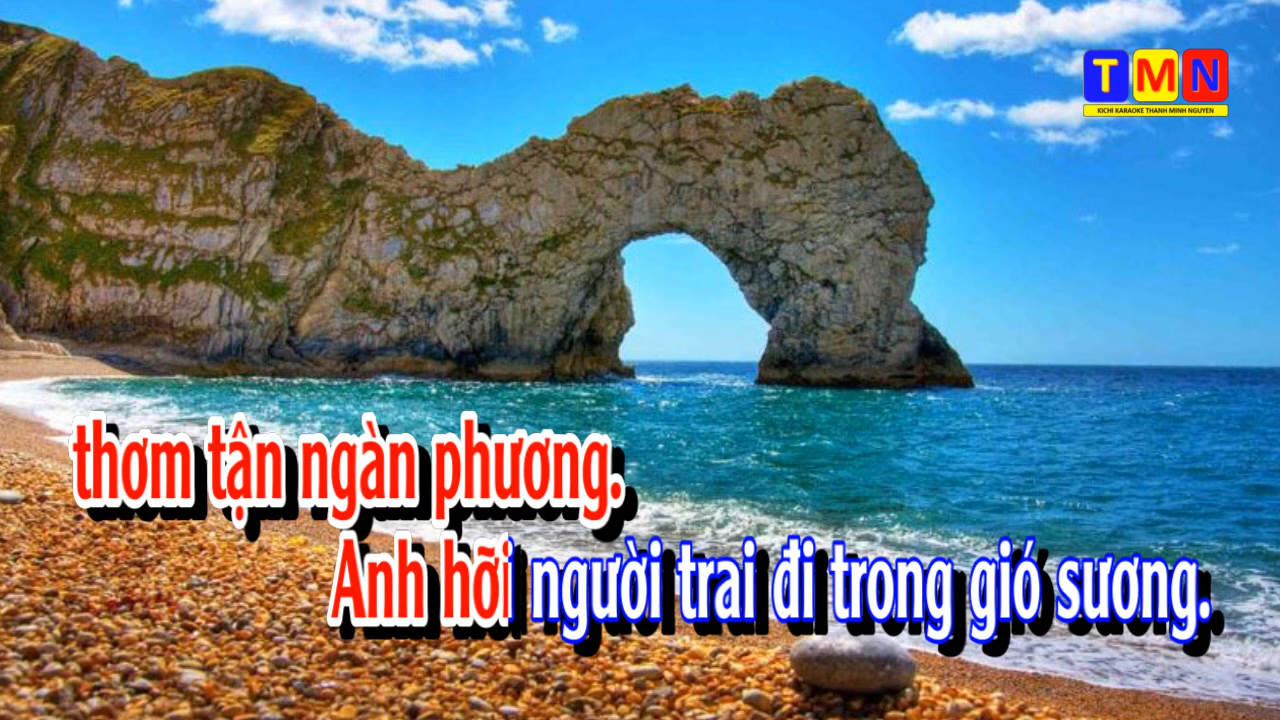 TMN
KICHI KARAOKE THANH MINH NGUYEN
thơm tận ngàn phương.
Anh hỡi người trai đi trong gió sương.